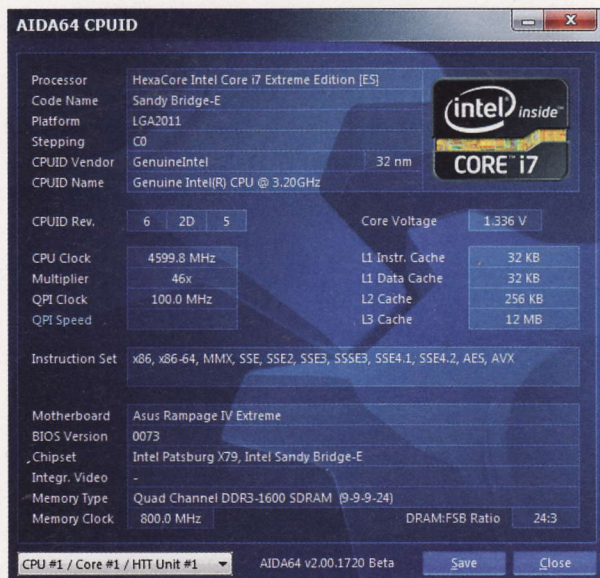 AIDA64 CPUID
X
Processor HexaCore Intel Core i7 Extreme Edition [ES]
Code Name Sandy Bridge-E
Platform LGA2011
Stepping C0
CPUID Vendor GenuineIntel 32 nm
CPUID Name Genuine Intel(R) CPU @ 3.20GHz
intel inside™
CORE™ i7
CPUID Rev. 6 2D 5 Core Voltage 1.336 V
CPU Clock 4599.8 MHz L1 Instr. Cache 32 KB
Multiplier 46x L1 Data Cache 32 KB
QPI Clock 100.0 MHz L2 Cache 256 KB
QPI Speed L3 Cache 12 MB
Instruction Set x86, x86-64, MMX, SSE, SSE2, SSE3, SSSE3, SSE4.1, SSE4.2, AES, AVX
Motherboard Asus Rampage IV Extreme
BIOS Version 0073
Chipset Intel Patsburg X79, Intel Sandy Bridge-E
Integr. Video -
Memory Type Quad Channel DDR3-1600 SDRAM (9-9-9-24)
Memory Clock 800.0 MHz DRAM:FSB Ratio 24:3
CPU #1 / Core #1 / HTT Unit #1 AIDA64 v2.00.1720 Beta Save Close